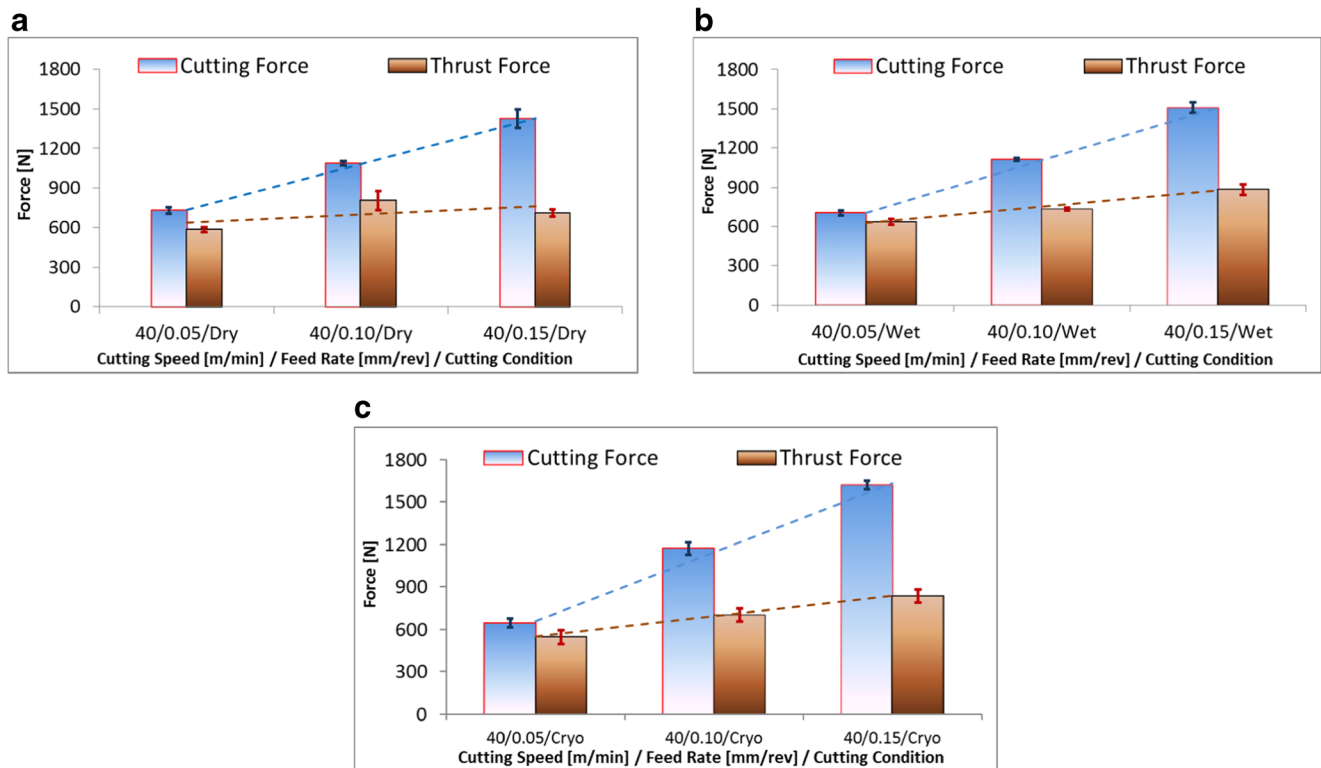 a
Cutting Force Thrust Force
1800
1500
1200
900
600
300
0
Force [N]
40/0.05/Dry 40/0.10/Dry 40/0.15/Dry
Cutting Speed [m/min] / Feed Rate [mm/rev] / Cutting Condition
b
Cutting Force Thrust Force
1800
1500
1200
900
600
300
0
Force [N]
40/0.05/Wet 40/0.10/Wet 40/0.15/Wet
Cutting Speed [m/min] / Feed Rate [mm/rev] / Cutting Condition
c
Cutting Force Thrust Force
1800
1500
1200
900
600
300
0
Force [N]
40/0.05/Cryo 40/0.10/Cryo 40/0.15/Cryo
Cutting Speed [m/min] / Feed Rate [mm/rev] / Cutting Condition